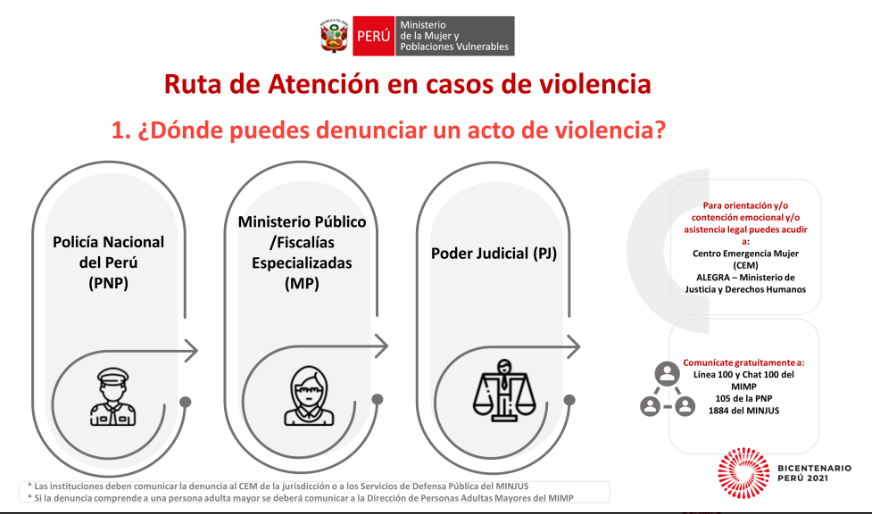 PERÚ
Ministerio
de la Mujer y
Poblaciones Vulnerables
Ruta de Atención en casos de violencia
1. ¿Dónde puedes denunciar un acto de violencia?
Policía Nacional
del Perú
(PNP)
Ministerio Público
/Fiscalías
Especializadas
(MP)
Poder Judicial (PJ)
Para orientación y/o
contención emocional y/o
asistencia legal puedes acudir
a:
Centro Emergencia Mujer
(CEM)
ALEGRA – Ministerio de
Justicia y Derechos Humanos
Comunícate gratuitamente a:
Línea 100 y Chat 100 del
MIMP
105 de la PNP
1884 del MINJUS
* Las instituciones deben comunicar la denuncia al CEM de la jurisdicción o a los Servicios de Defensa Pública del MINJUS
* Si la denuncia comprende a una persona adulta mayor se deberá comunicar a la Dirección de Personas Adultas Mayores del MIMP
BICENTENARIO
PERÚ 2021